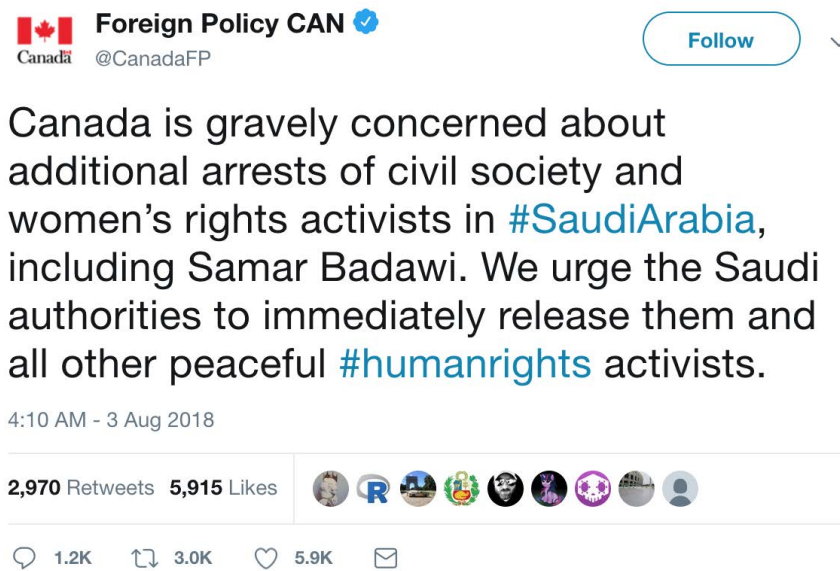 Foreign Policy CAN
Canada
@CanadaFP
Follow
Canada is gravely concerned about
additional arrests of civil society and
women’s rights activists in #SaudiArabia,
including Samar Badawi. We urge the Saudi
authorities to immediately release them and
all other peaceful #humanrights activists.
4:10 AM - 3 Aug 2018
2,970 Retweets 5,915 Likes
R
1.2K 3.0K 5.9K